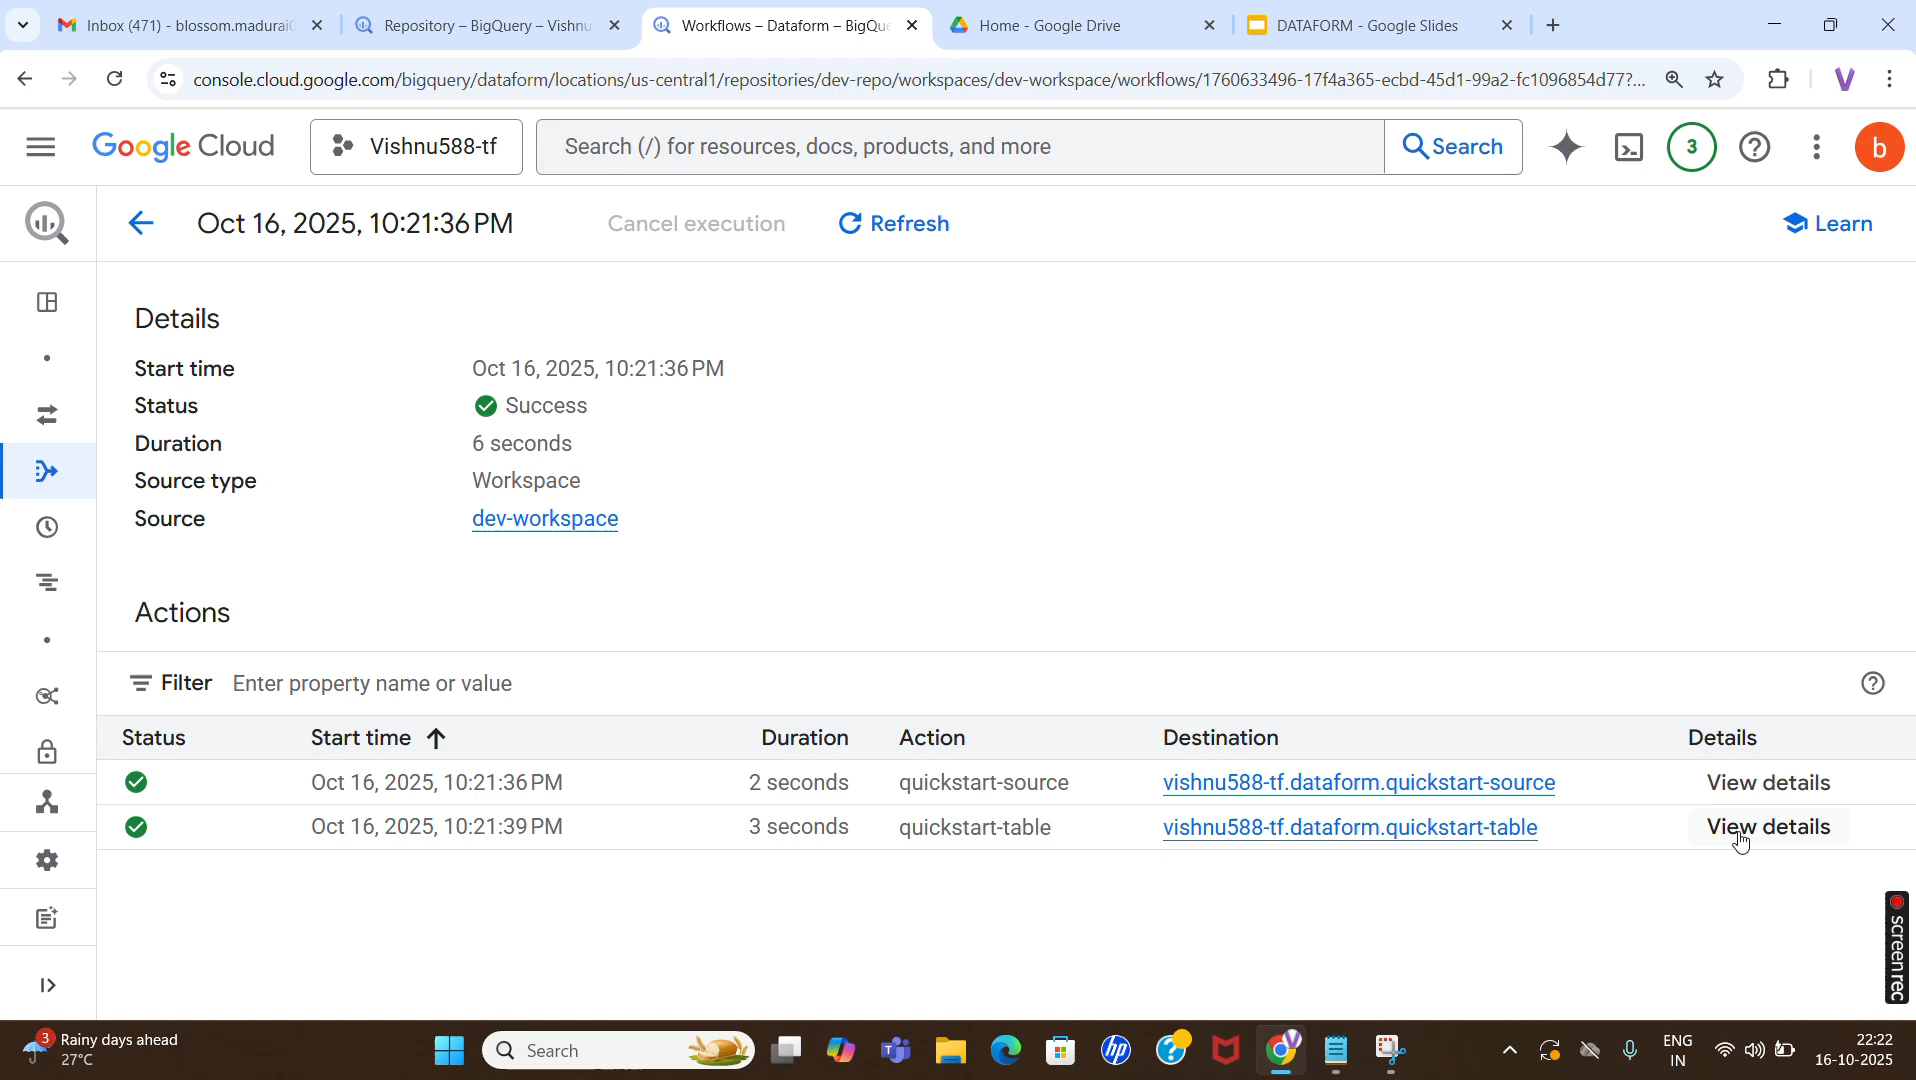 Inbox (471) - blossom.madurai
Repository – BigQuery – Vishnu
Workflows – Dataform – BigQue
Home - Google Drive
DATAFORM - Google Slides
console.cloud.google.com/bigquery/dataform/locations/us-central1/repositories/dev-repo/workspaces/dev-workspace/workflows/1760633496-17f4a365-ecbd-45d1-99a2-fc1096854d77?...
V
Google Cloud
Vishnu588-tf
Search (/) for resources, docs, products, and more
Search
3
b
Oct 16, 2025, 10:21:36 PM
Cancel execution
Refresh
Learn
Details
Start time Oct 16, 2025, 10:21:36 PM
Status Success
Duration 6 seconds
Source type Workspace
Source dev-workspace
Actions
Filter Enter property name or value
Status Start time Duration Action Destination Details
Oct 16, 2025, 10:21:36 PM 2 seconds quickstart-source vishnu588-tf.dataform.quickstart-source View details
Oct 16, 2025, 10:21:39 PM 3 seconds quickstart-table vishnu588-tf.dataform.quickstart-table View details
screen rec
3
Rainy days ahead
27°C
Search
hp
ENG
IN
22:22
16-10-2025